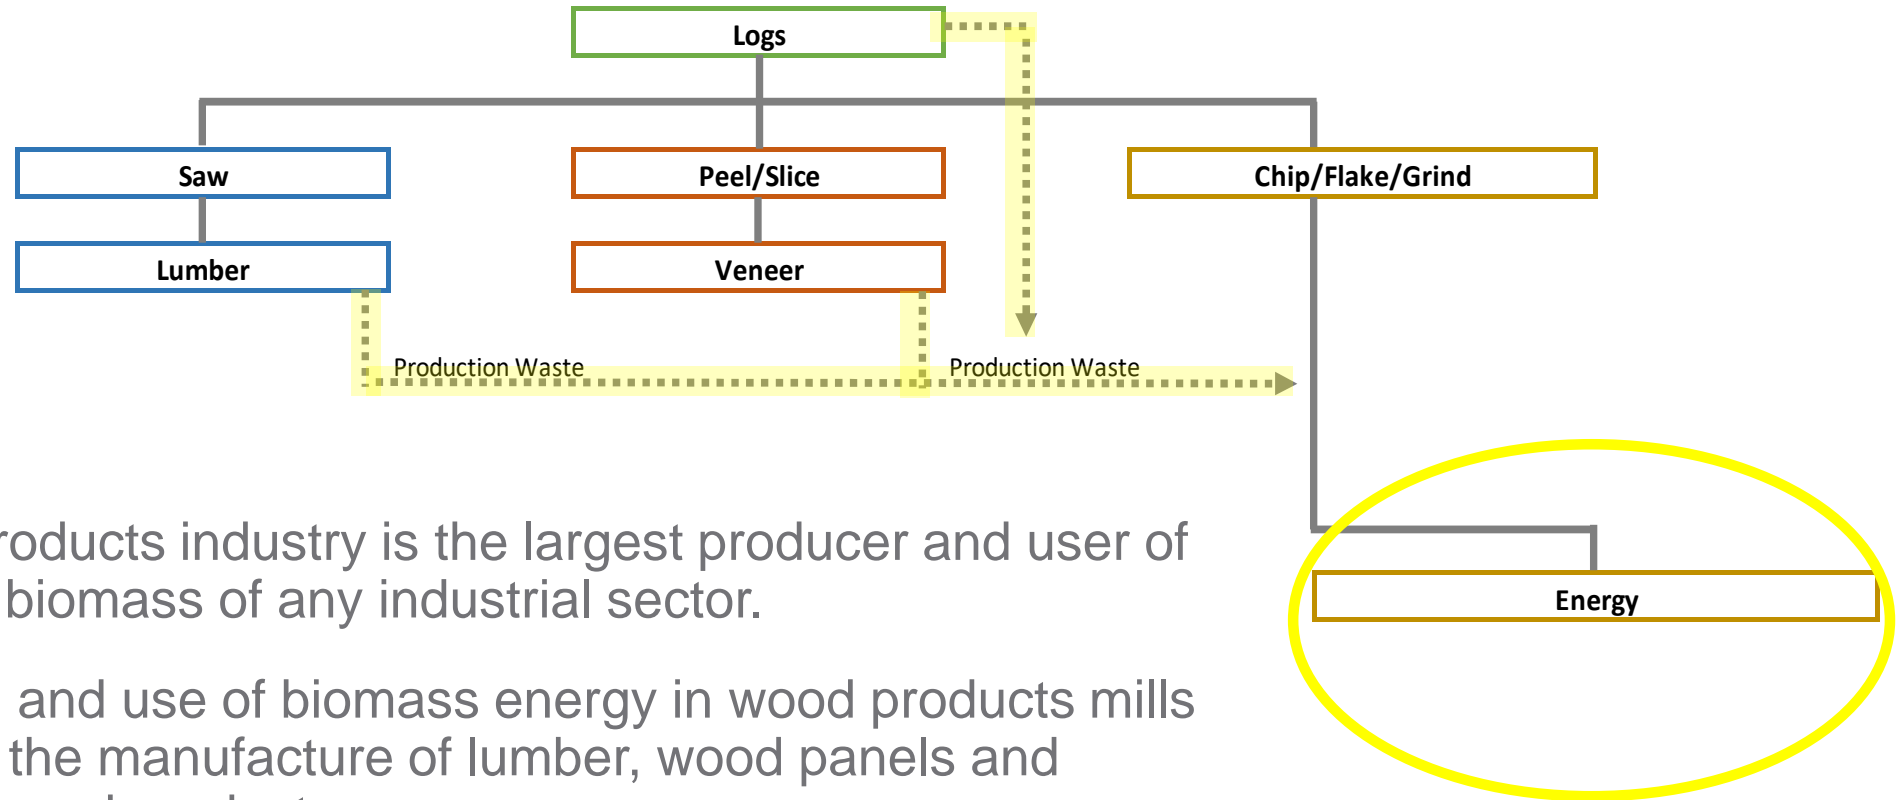 Logs
Saw
Peel/Slice
Chip/Flake/Grind
Lumber
Veneer
Production Waste
Production Waste
Energy
roducts industry is the largest producer and user of
biomass of any industrial sector.
and use of biomass energy in wood products mills
the manufacture of lumber, wood panels and